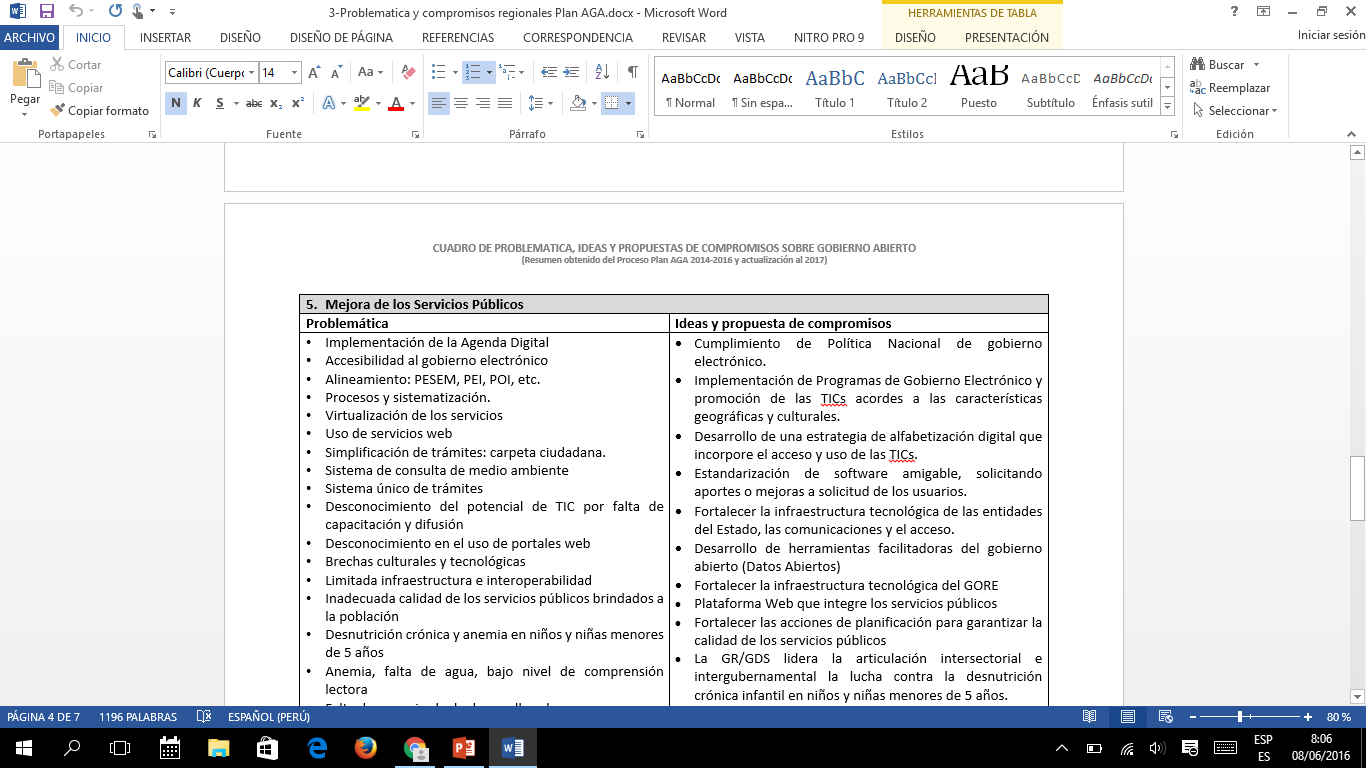 3-Problematica y compromisos regionales Plan AGA.docx - Microsoft Word
HERRAMIENTAS DE TABLA
ARCHIVO INICIO INSERTAR DISEÑO DISEÑO DE PÁGINA REFERENCIAS CORRESPONDENCIA REVISAR VISTA NITRO PRO 9 DISEÑO PRESENTACIÓN Iniciar sesión
Pegar
Cortar
Copiar
Copiar formato
Portapapeles
Calibri (Cuerpo 14
N K S abc x₂ x²
Fuente
Párrafo
AaBbCcDc AaBbCcDc AaBbC AaBbCcI AaB AaBbCcD AaBbCcDc
¶ Normal ¶ Sin espa... Título 1 Título 2 Puesto Subtítulo Énfasis sutil
Estilos
Buscar
Reemplazar
Seleccionar
Edición
CUADRO DE PROBLEMATICA, IDEAS Y PROPUESTAS DE COMPROMISOS SOBRE GOBIERNO ABIERTO
(Resumen obtenido del Proceso Plan AGA 2014-2016 y actualización al 2017)
5. Mejora de los Servicios Públicos
Problemática
• Implementación de la Agenda Digital
• Accesibilidad al gobierno electrónico
• Alineamiento: PESEM, PEI, POI, etc.
• Procesos y sistematización.
• Virtualización de los servicios
• Uso de servicios web
• Simplificación de trámites: carpeta ciudadana.
• Sistema de consulta de medio ambiente
• Sistema único de trámites
• Desconocimiento del potencial de TIC por falta de
capacitación y difusión
• Desconocimiento en el uso de portales web
• Brechas culturales y tecnológicas
• Limitada infraestructura e interoperabilidad
• Inadecuada calidad de los servicios públicos brindados a
la población
• Desnutrición crónica y anemia en niños y niñas menores
de 5 años
• Anemia, falta de agua, bajo nivel de comprensión
lectora
Ideas y propuesta de compromisos
• Cumplimiento de Política Nacional de gobierno
electrónico.
• Implementación de Programas de Gobierno Electrónico y
promoción de las TICs acordes a las características
geográficas y culturales.
• Desarrollo de una estrategia de alfabetización digital que
incorpore el acceso y uso de las TICs.
• Estandarización de software amigable, solicitando
aportes o mejoras a solicitud de los usuarios.
• Fortalecer la infraestructura tecnológica de las entidades
del Estado, las comunicaciones y el acceso.
• Desarrollo de herramientas facilitadoras del gobierno
abierto (Datos Abiertos)
• Fortalecer la infraestructura tecnológica del GORE
• Plataforma Web que integre los servicios públicos
• Fortalecer las acciones de planificación para garantizar la
calidad de los servicios públicos
• La GR/GDS lidera la articulación intersectorial e
intergubernamental la lucha contra la desnutrición
crónica infantil en niños y niñas menores de 5 años.
PÁGINA 4 DE 7 1196 PALABRAS ESPAÑOL (PERÚ) 80 %
ESP
ES
8:06
08/06/2016